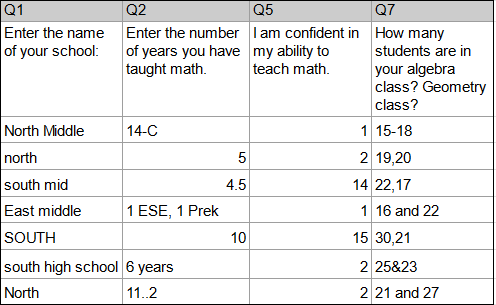 Q1 Q2 Q5 Q7
Enter the name Enter the number I am confident in How many
of your school: of years you have my ability to students are in
taught math. teach math. your algebra
class? Geometry
class?
North Middle 14-C 1 15-18
north 5 2 19,20
south mid 4.5 14 22,17
East middle 1 ESE, 1 Prek 1 16 and 22
SOUTH 10 15 30,21
south high school 6 years 2 25&23
North 11..2 2 21 and 27